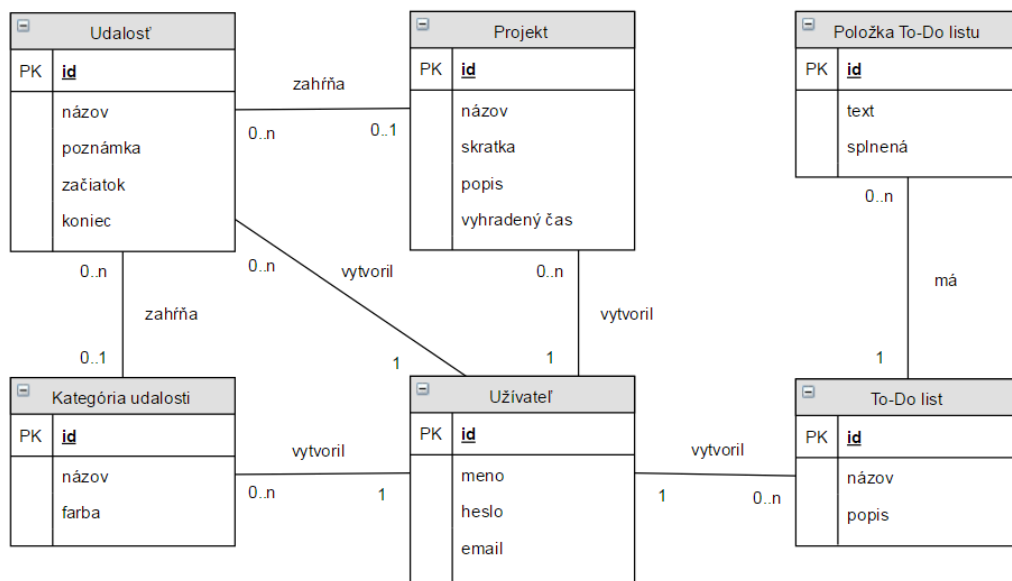 Udalosť
PK id
názov
poznámka
začiatok
koniec
zahŕňa
0..n
0..1
Projekt
PK id
názov
skratka
popis
vyhradený čas
Položka To-Do listu
PK id
text
splnená
0..n
0..n
vytvoril
0..n
vytvoril
0..n
má
zahŕňa
0..1
1
1
1
Kategória udalosti
PK id
názov
farba
vytvoril
0..n
1
Užívateľ
PK id
meno
heslo
email
vytvoril
1
0..n
To-Do list
PK id
názov
popis